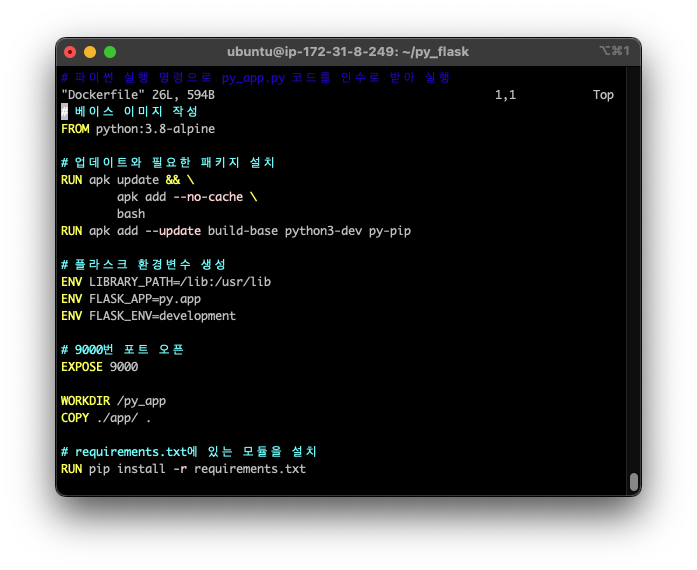 ubuntu@ip-172-31-8-249: ~/py_flask
⌥⌘1
# 파이썬 실행 명령으로 py_app.py 코드를 인수로 받아 실행
"Dockerfile" 26L, 594B 1,1 Top
# 베이스 이미지 작성
FROM python:3.8-alpine
# 업데이트와 필요한 패키지 설치
RUN apk update && \
apk add --no-cache \
bash
RUN apk add --update build-base python3-dev py-pip
# 플라스크 환경변수 생성
ENV LIBRARY_PATH=/lib:/usr/lib
ENV FLASK_APP=py.app
ENV FLASK_ENV=development
# 9000번 포트 오픈
EXPOSE 9000
WORKDIR /py_app
COPY ./app/ .
# requirements.txt에 있는 모듈을 설치
RUN pip install -r requirements.txt